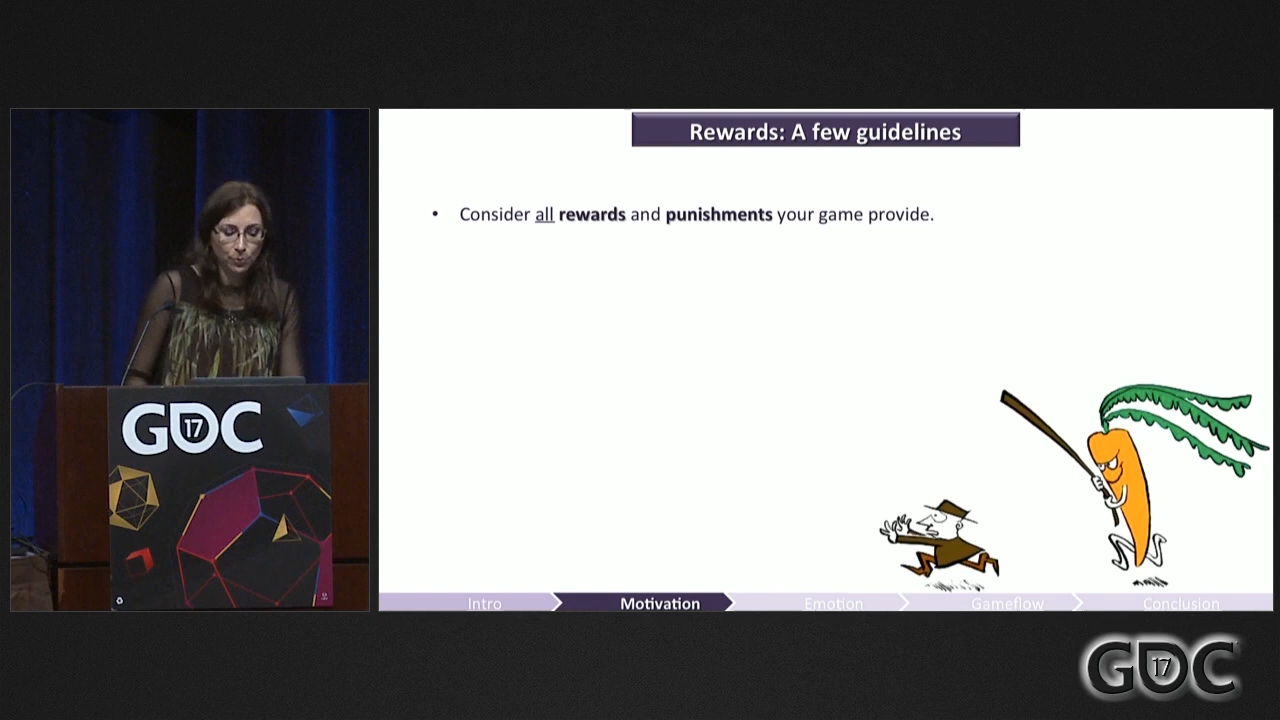 Rewards: A few guidelines
• Consider all rewards and punishments your game provide.
GDC 17
Intro
Motivation
Emotion
Gameflow
Conclusion
GDC 17